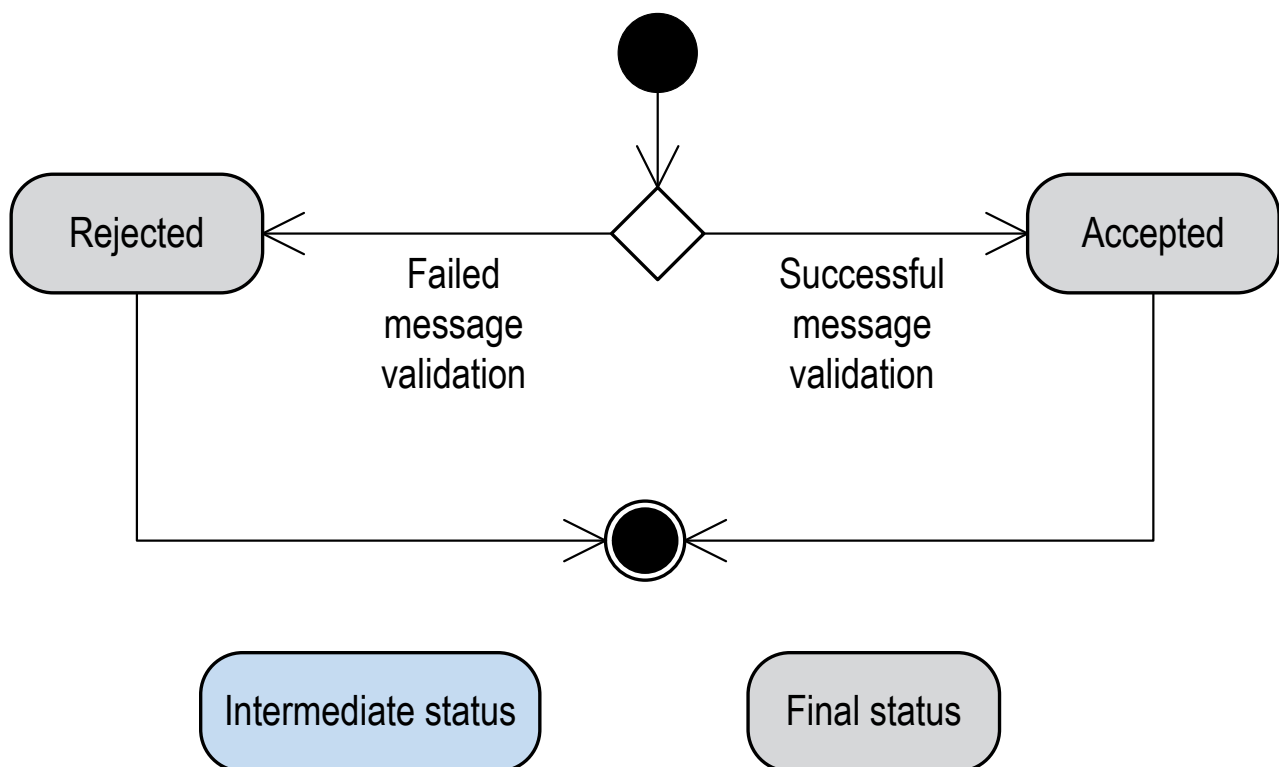 Rejected
Accepted
Failed
message
validation
Successful
message
validation
Intermediate status
Final status